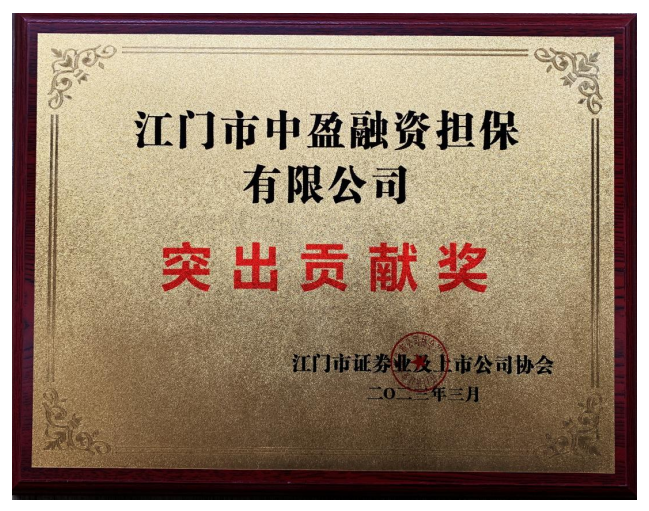 江门市中盈融资担保
有限公司
突出贡献奖
江门市证券业及上市公司协会
二〇二三年三月